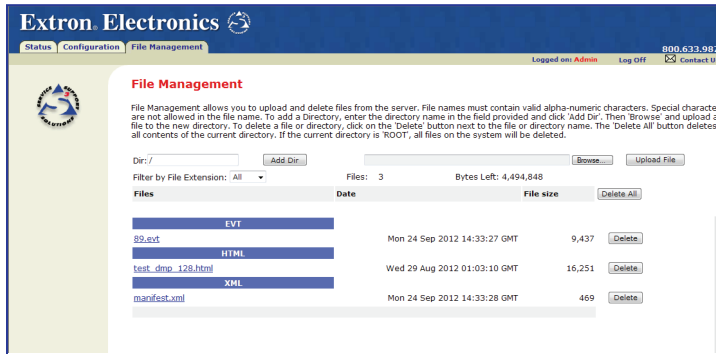 Extron® Electronics
Status Configuration File Management
800.633.987
Logged on: Admin Log Off Contact U
SERVICE SUPPORT SOLUTIONS S3
File Management
File Management allows you to upload and delete files from the server. File names must contain valid alpha-numeric characters. Special characte
are not allowed in the file name. To add a Directory, enter the directory name in the field provided and click 'Add Dir'. Then 'Browse' and upload a
file to the new directory. To delete a file or directory, click on the 'Delete' button next to the file or directory name. The 'Delete All' button deletes
all contents of the current directory. If the current directory is 'ROOT', all files on the system will be deleted.
Dir: / Add Dir Browse... Upload File
Filter by File Extension: All Files: 3 Bytes Left: 4,494,848
Files Date File size Delete All
EVT
89.evt Mon 24 Sep 2012 14:33:27 GMT 9,437 Delete
HTML
test_dmp_128.html Wed 29 Aug 2012 01:03:10 GMT 16,251 Delete
XML
manifest.xml Mon 24 Sep 2012 14:33:28 GMT 469 Delete